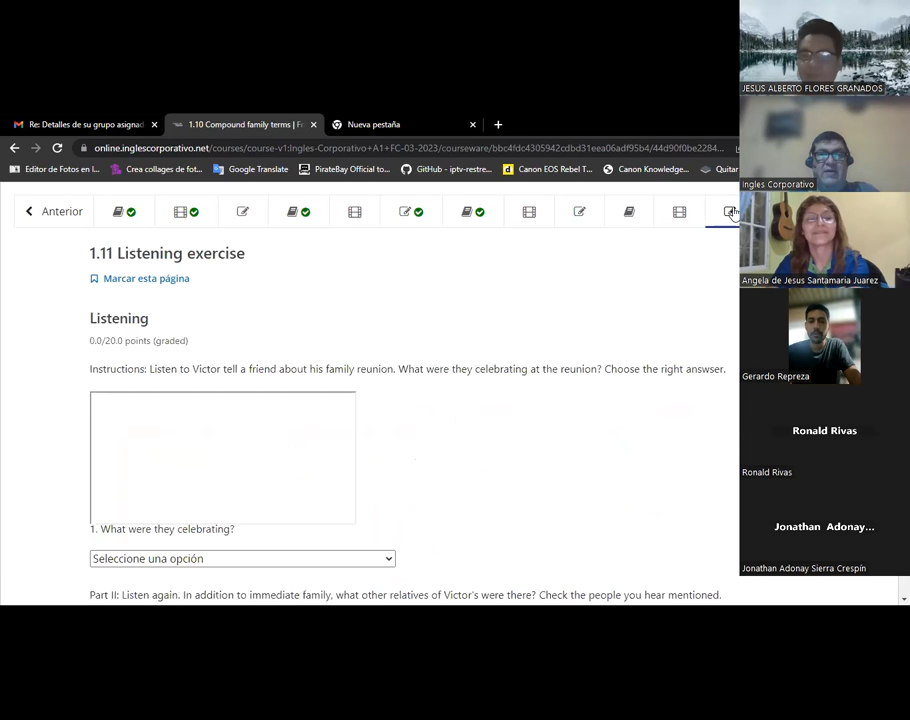 Re: Detalles de su grupo asignad
1.10 Compound family terms | Fr
Nueva pestaña
online.inglescorporativo.net/courses/course-v1:Ingles-Corporativo+A1+FC-03-2023/courseware/bbc4fdc4305942cdbd31eea06adf95b4/44d90f0be2284...
Editor de Fotos en l...
Crea collages de fot...
Google Translate
PirateBay Official to...
GitHub - iptv-restre...
Canon EOS Rebel T...
Canon Knowledge...
Quitar
Anterior
1.11 Listening exercise
Marcar esta página
Listening
0.0/20.0 points (graded)
Instructions: Listen to Victor tell a friend about his family reunion. What were they celebrating at the reunion? Choose the right answser.
1. What were they celebrating?
Seleccione una opción
Part II: Listen again. In addition to immediate family, what other relatives of Victor's were there? Check the people you hear mentioned.
JESUS ALBERTO FLORES GRANADOS
Ingles Corporativo
Angela de Jesus Santamaria Juarez
Gerardo Repreza
Ronald Rivas
Ronald Rivas
Jonathan Adonay...
Jonathan Adonay Sierra Crespín